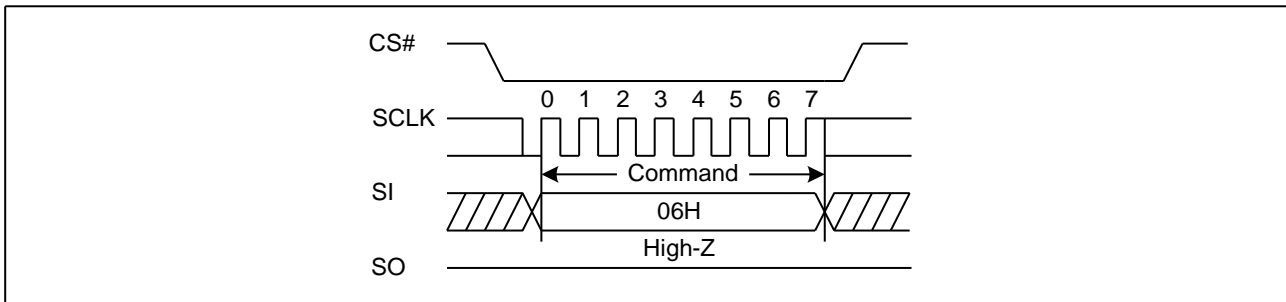 CS#
0 1 2 3 4 5 6 7
SCLK
Command
SI
06H
High-Z
SO